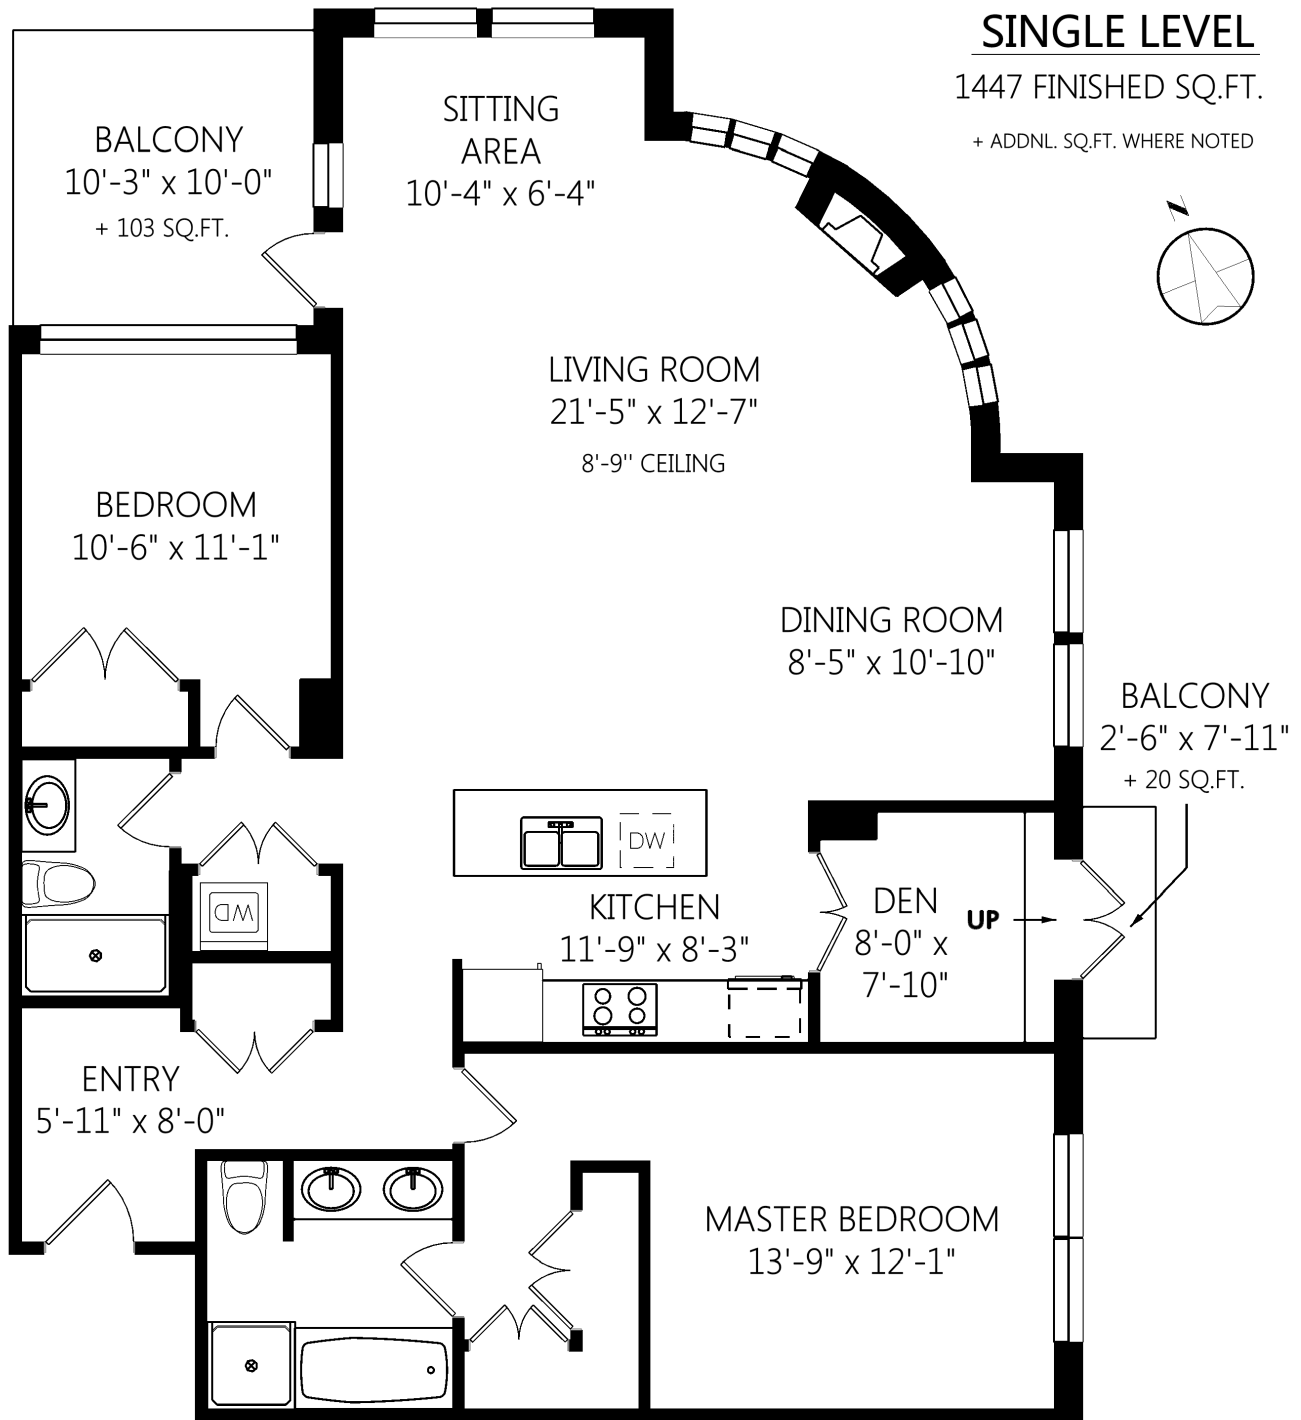 SINGLE LEVEL
1447 FINISHED SQ.FT.
+ ADDNL. SQ.FT. WHERE NOTED
N
BALCONY
10'-3" x 10'-0"
+ 103 SQ.FT.
SITTING
AREA
10'-4" x 6'-4"
LIVING ROOM
21'-5" x 12'-7"
8'-9" CEILING
BEDROOM
10'-6" x 11'-1"
DINING ROOM
8'-5" x 10'-10"
BALCONY
2'-6" x 7'-11"
+ 20 SQ.FT.
DW
KITCHEN
11'-9" x 8'-3"
DEN
8'-0" x
7'-10"
UP
WD
ENTRY
5'-11" x 8'-0"
MASTER BEDROOM
13'-9" x 12'-1"